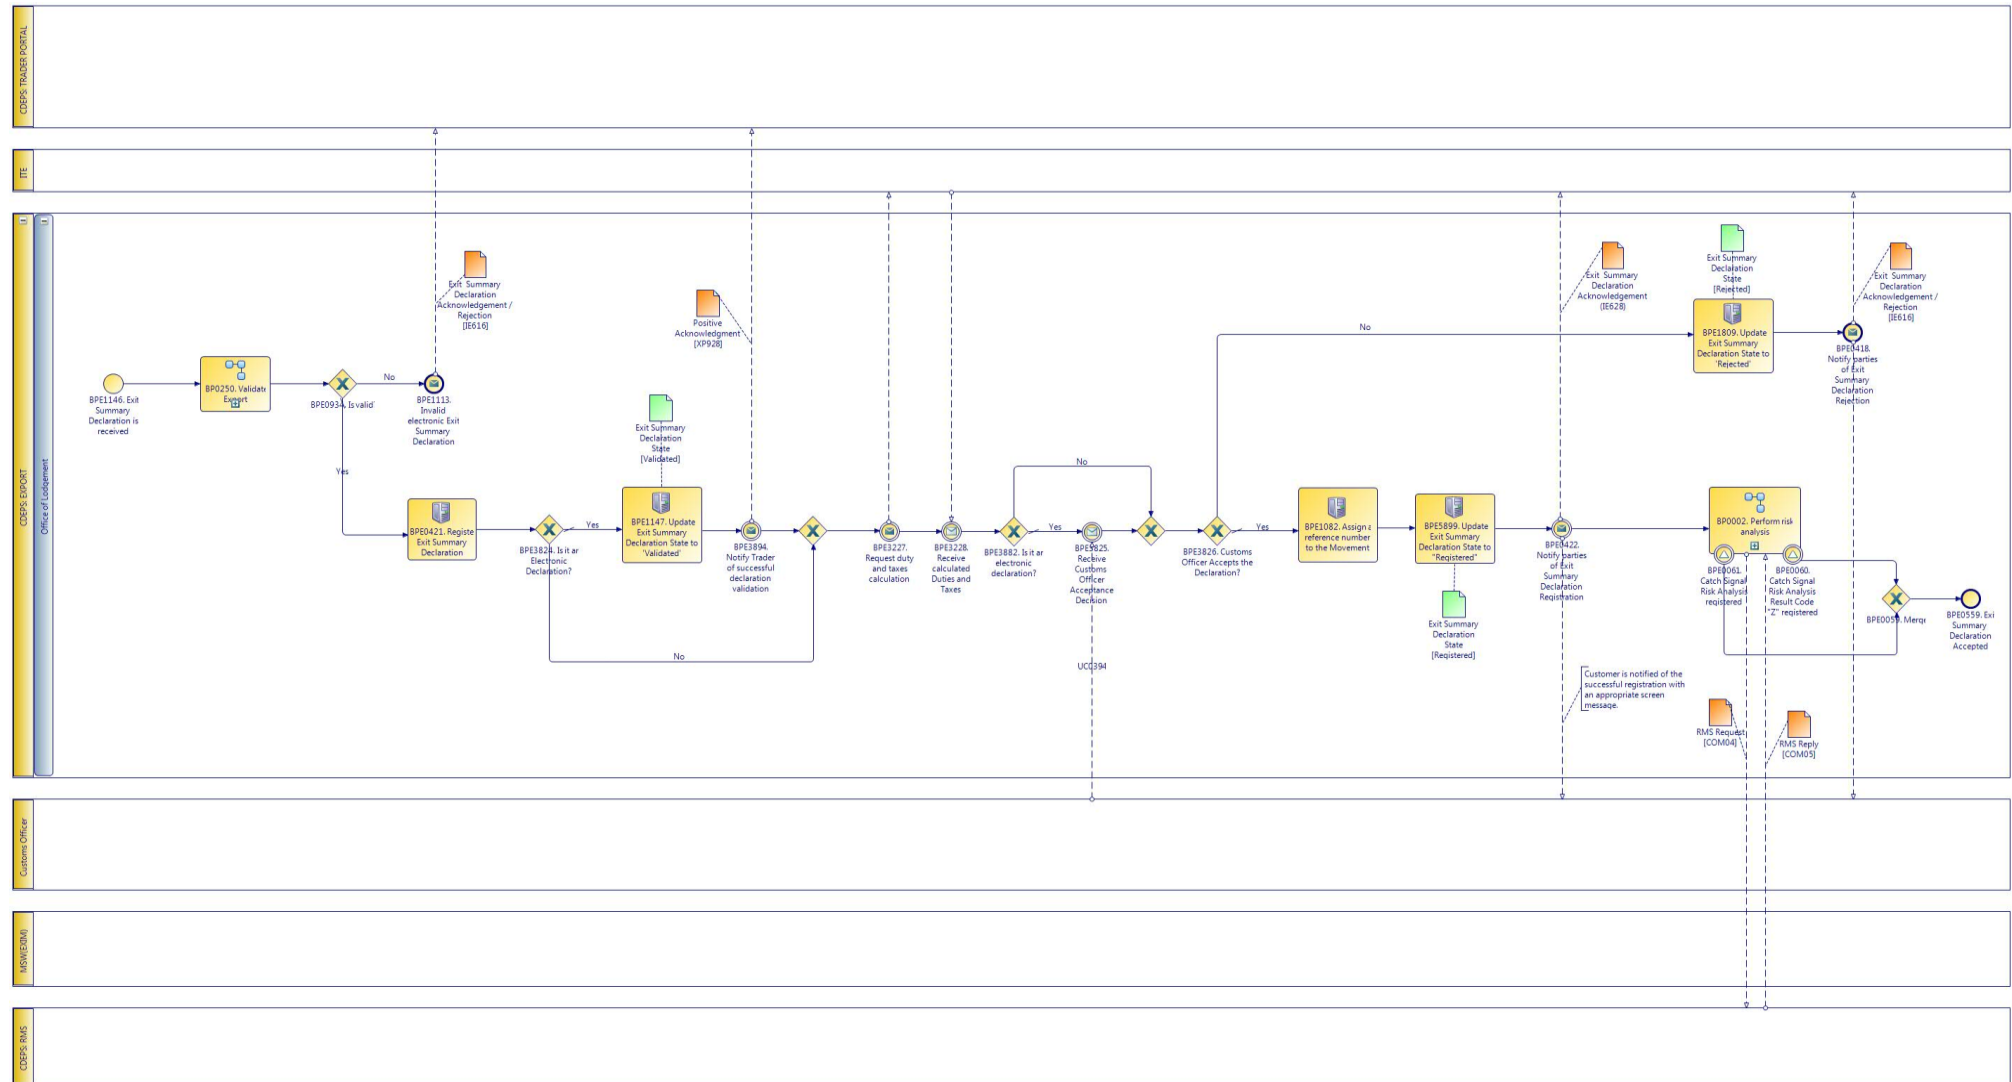 CDEPS: TRADER PORTAL
ITE
CDEPS: EXPORT
Office of Lodgement
Exit Summary
Declaration
Acknowledgement /
Rejection
[IE616]
Positive
Acknowledgment
[XP928]
Exit Summary
Declaration
Acknowledgement
(IE628)
Exit Summary
Declaration
State
[Rejected]
Exit Summary
Declaration
Acknowledgement /
Rejection
[IE616]
No
BPE1809. Update
Exit Summary
Declaration State to
'Rejected'
BPE0418.
Notify parties
of Exit
Summary
Declaration
Rejection
BPE1146. Exit
Summary
Declaration is
received
BP0250. Validate
Export
BPE0934. Is valid'
No
BPE1113.
Invalid
electronic Exit
Summary
Declaration
Yes
Exit Summary
Declaration
State
[Validated]
BPE0421. Registe
Exit Summary
Declaration
BPE3824. Is it ar
Electronic
Declaration?
Yes
BPE1147. Update
Exit Summary
Declaration State to
'Validated'
BPE3894.
Notify Trader
of successful
declaration
validation
No
BPE3227.
Request duty
and taxes
calculation
BPE3228.
Receive
calculated
Duties and
Taxes
BPE3882. Is it ar
electronic
declaration?
No
Yes
BPE3825.
Receive
Customs
Officer
Acceptance
Decision
UC0394
BPE3826. Customs
Officer Accepts the
Declaration?
Yes
BPE1082. Assign a
reference number
to the Movement
BPE5899. Update
Exit Summary
Declaration State to
"Registered"
Exit Summary
Declaration
State
[Registered]
BPE0422.
Notify parties
of Exit
Summary
Declaration
Registration
Customer is notified of the
successful registration with
an appropriate screen
message.
BP0002. Perform risk
analysis
BPE0061.
Catch Signal
Risk Analysis
registered
BPE0060.
Catch Signal
Risk Analysis
Result Code
"Z" registered
BPE0059. Merge
BPE0559. Exi
Summary
Declaration
Accepted
RMS Request
[COM04]
RMS Reply
[COM05]
Customs Officer
MSW(EXIM)
CDEPS: RMS